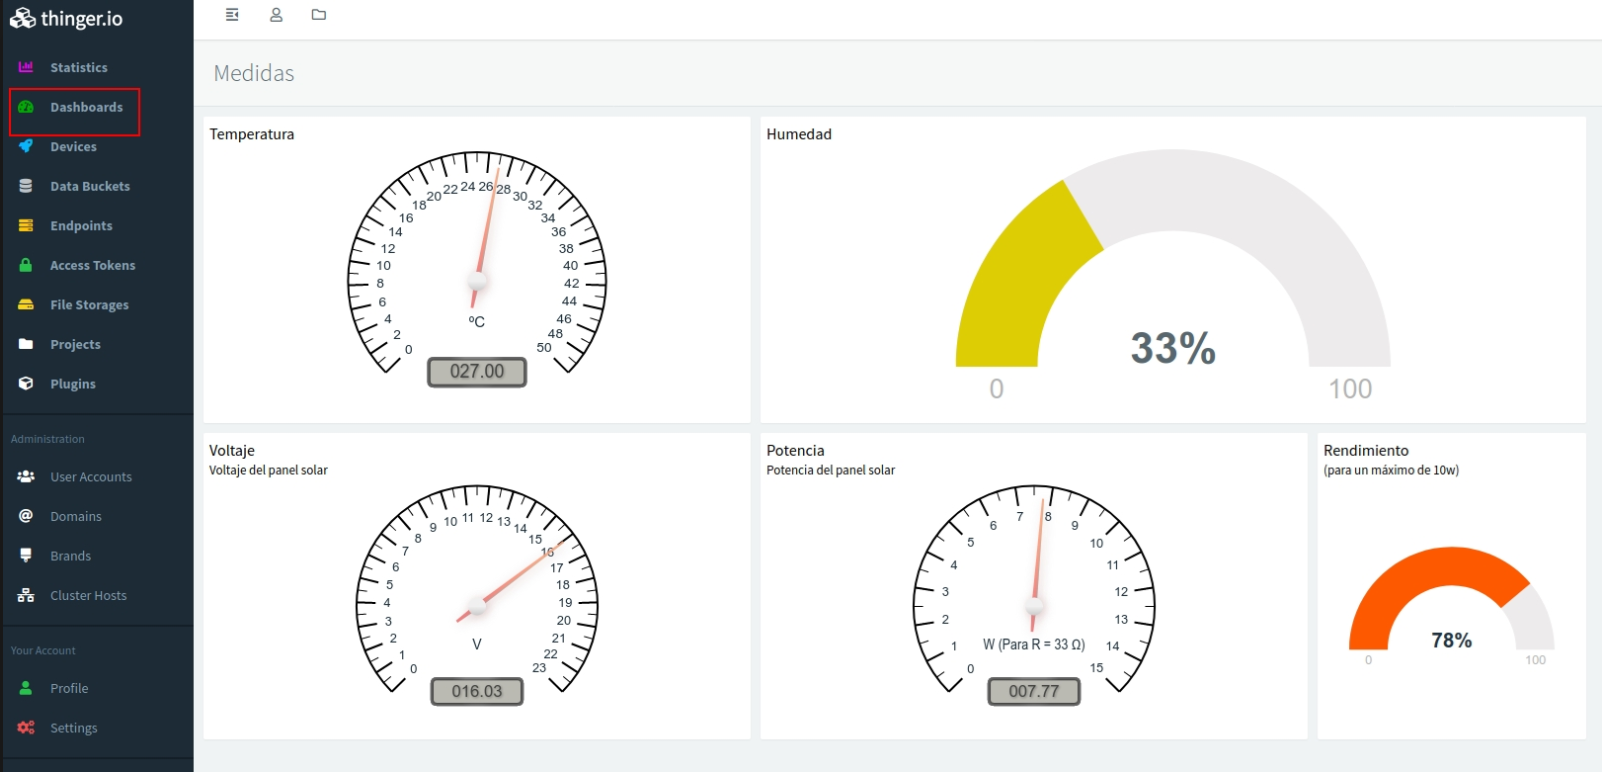 thinger.io
Statistics
Dashboards
Devices
Data Buckets
Endpoints
Access Tokens
File Storages
Projects
Plugins
Administration
User Accounts
Domains
Brands
Cluster Hosts
Your Account
Profile
Settings
Medidas
Temperatura
0 2 4 6 8 10 12 14 16 18 20 22 24 26 28 30 32 34 36 38 40 42 44 46 48 50
ºC
027.00
Humedad
33%
0 100
Voltaje
Voltaje del panel solar
0 1 2 3 4 5 6 7 8 9 10 11 12 13 14 15 16 17 18 19 20 21 22 23
V
016.03
Potencia
Potencia del panel solar
0 1 2 3 4 5 6 7 8 9 10 11 12 13 14 15
W (Para R = 33 Ω)
007.77
Rendimiento
(para un máximo de 10w)
78%
0 100